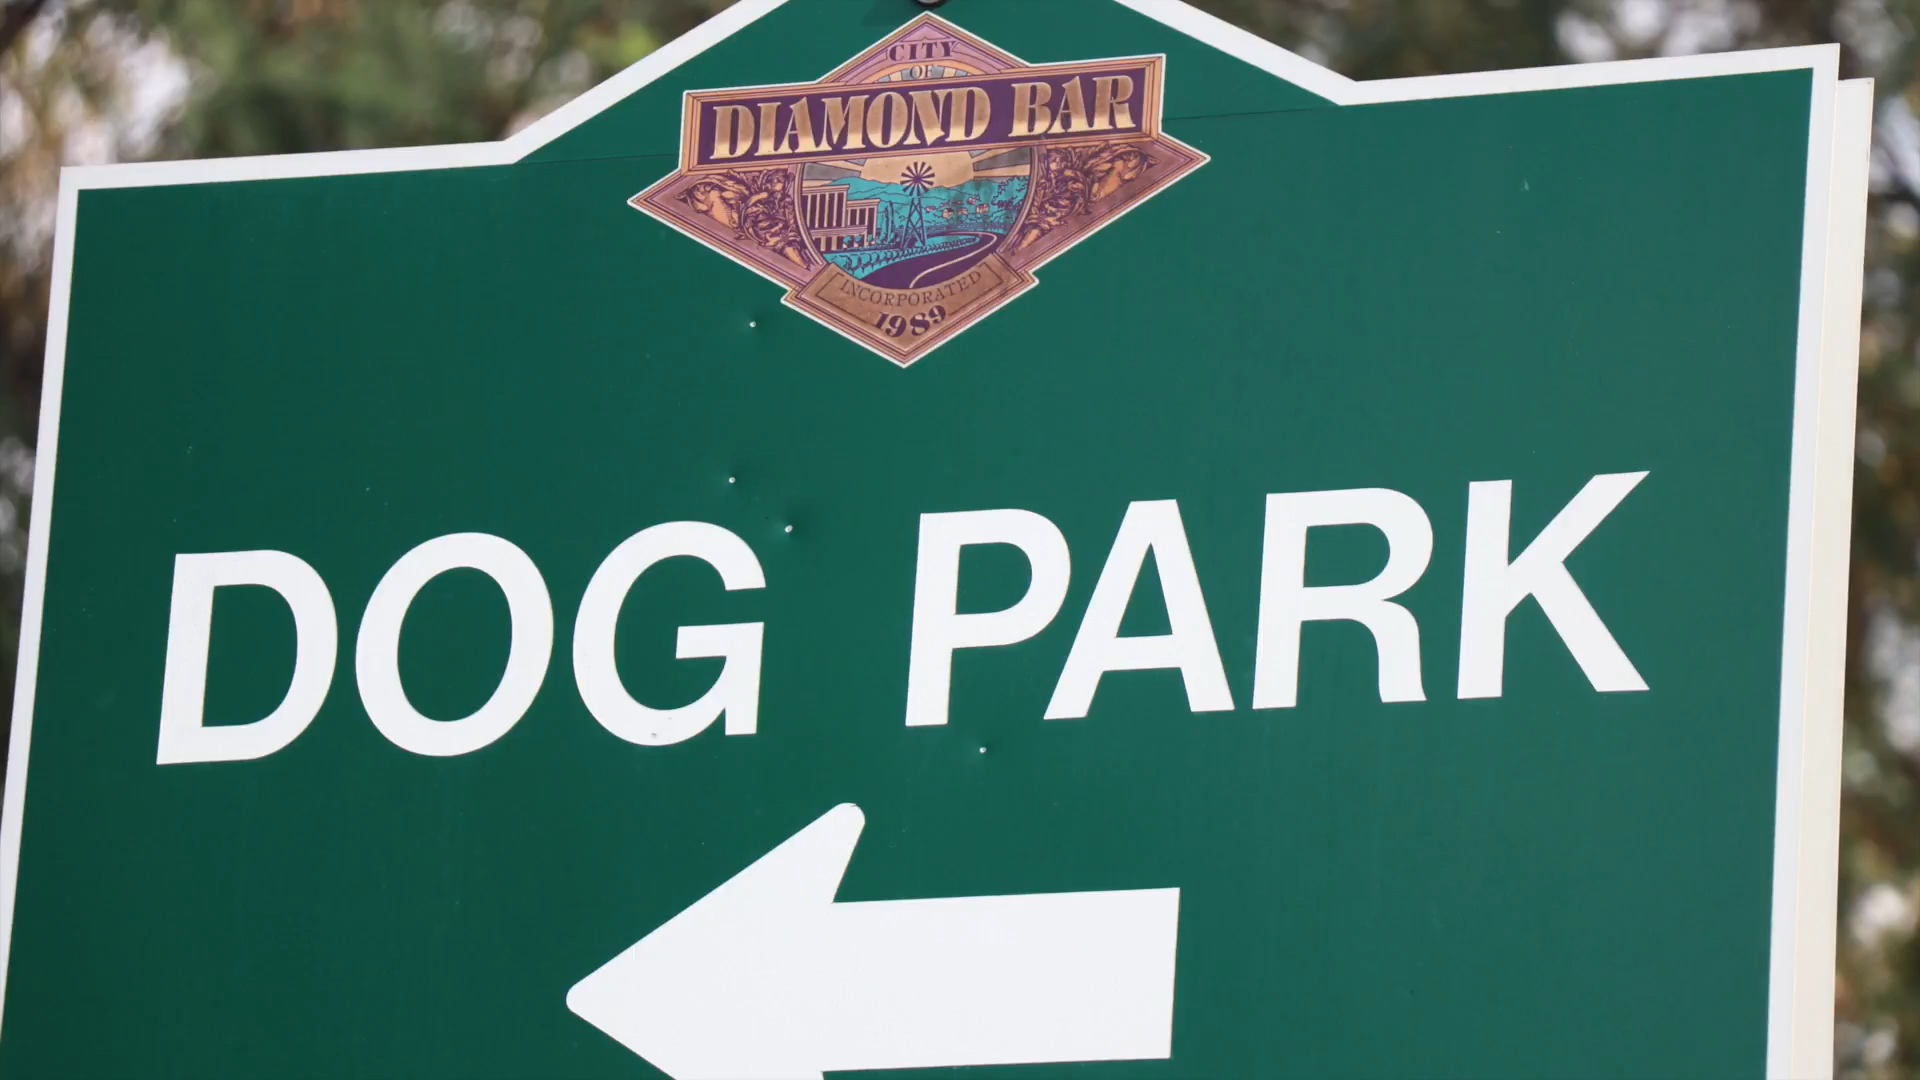 CITY
OF
DIAMOND BAR
INCORPORATED
1989
DOG PARK